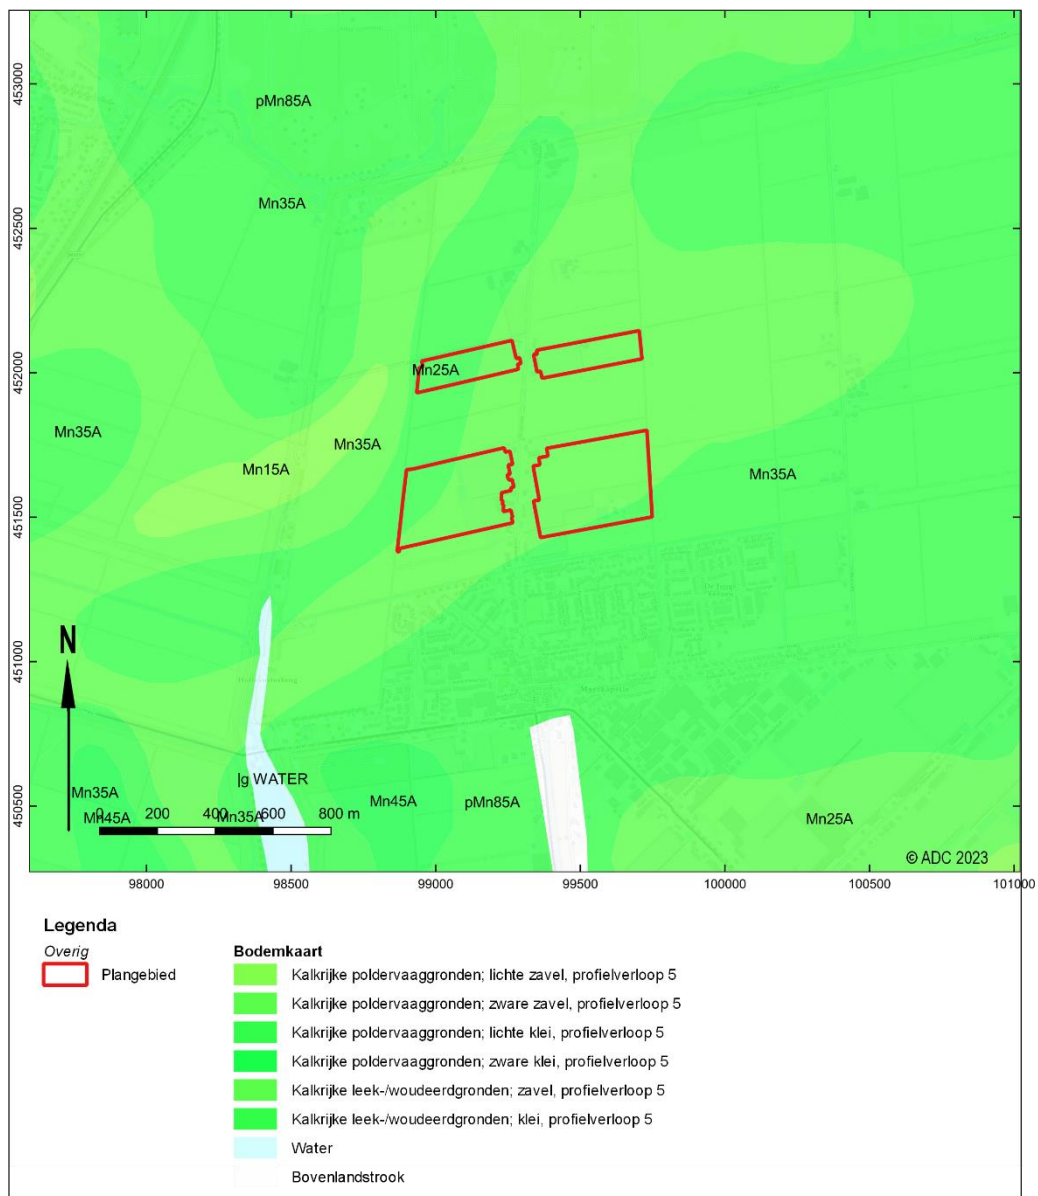 453000
452500
452000
451500
451000
450500
pMn85A
Mn35A
Mn25A
Mn35A
Mn35A
Mn15A
Mn35A
N
|g WATER
Mn35A
Mn45A
pMn85A
Mn45A
Mn35A
Mn25A
0 200 400 600 800 m
© ADC 2023
98000 98500 99000 99500 100000 100500 101000
Legenda
Overig
Plangebied
Bodemkaart
Kalkrijke poldervaaggronden; lichte zavel, profielverloop 5
Kalkrijke poldervaaggronden; zware zavel, profielverloop 5
Kalkrijke poldervaaggronden; lichte klei, profielverloop 5
Kalkrijke poldervaaggronden; zware klei, profielverloop 5
Kalkrijke leek-/woudeerdgronden; zavel, profielverloop 5
Kalkrijke leek-/woudeerdgronden; klei, profielverloop 5
Water
Bovenlandstrook